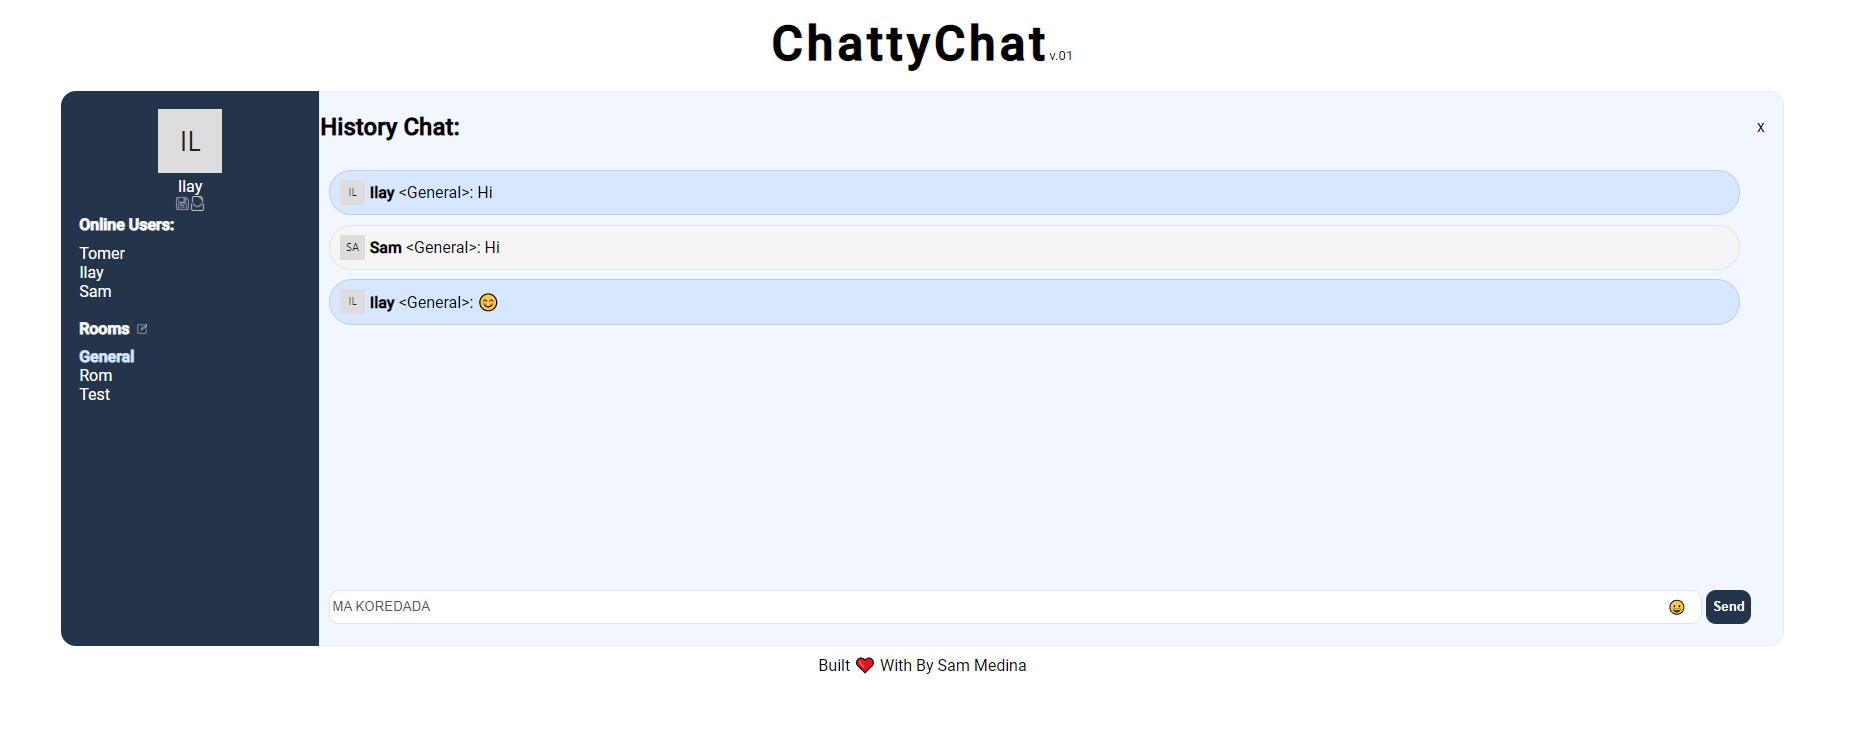 ChattyChat v.01
IL
Ilay
Online Users:
Tomer
Ilay
Sam
Rooms
General
Rom
Test
History Chat:
x
IL Ilay <General>: Hi
SA Sam <General>: Hi
IL Ilay <General>: 😊
MA KOREDADA
Send
Built ❤️ With By Sam Medina